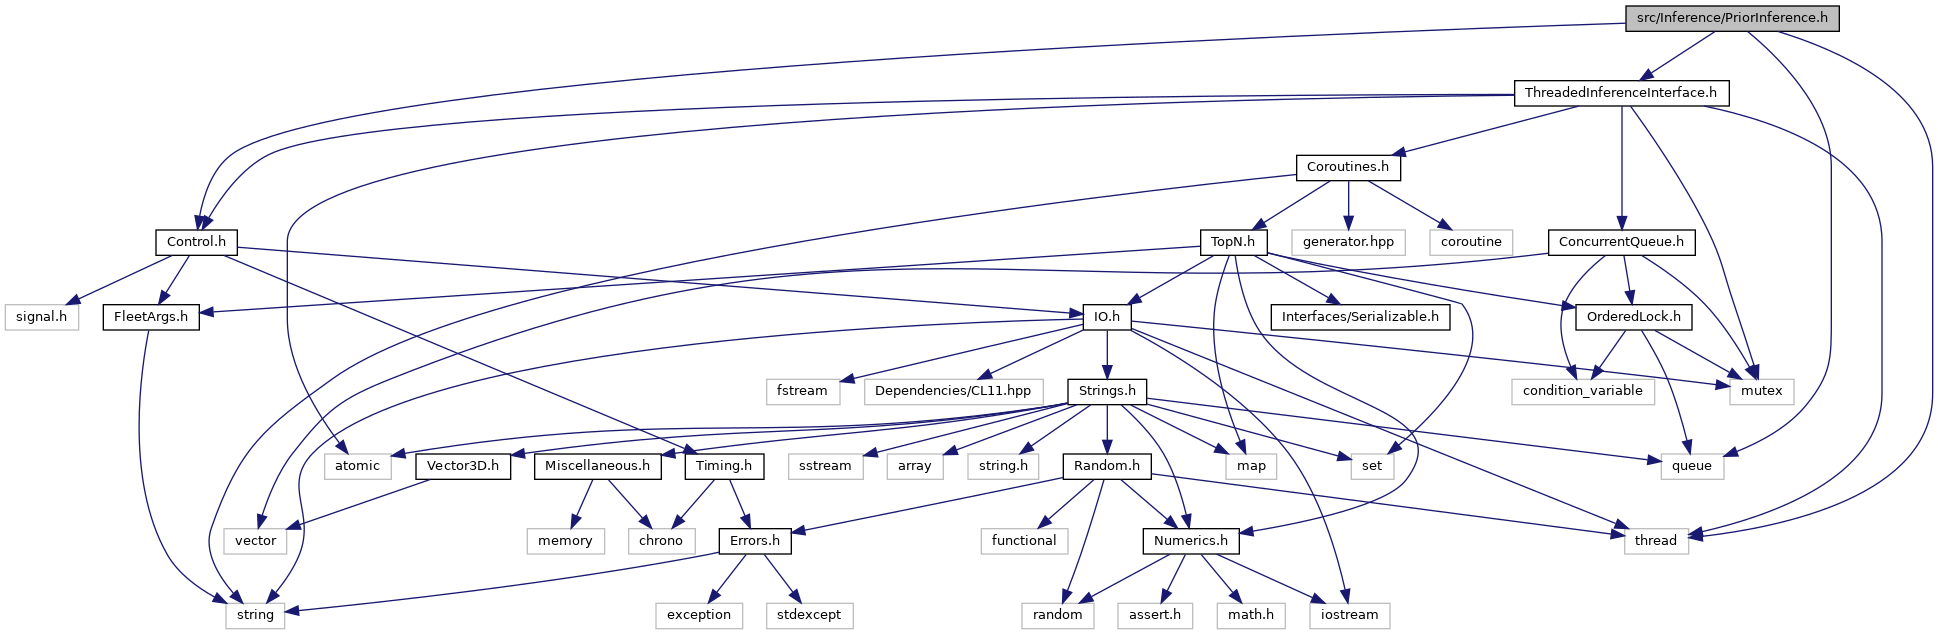 src/Inference/PriorInference.h
ThreadedInferenceInterface.h
Coroutines.h
Control.h
TopN.h
generator.hpp
coroutine
ConcurrentQueue.h
signal.h
FleetArgs.h
IO.h
Interfaces/Serializable.h
OrderedLock.h
fstream
Dependencies/CL11.hpp
Strings.h
condition_variable
mutex
atomic
Vector3D.h
Miscellaneous.h
Timing.h
sstream
array
string.h
Random.h
map
set
queue
vector
memory
chrono
Errors.h
functional
Numerics.h
thread
string
exception
stdexcept
random
assert.h
math.h
iostream